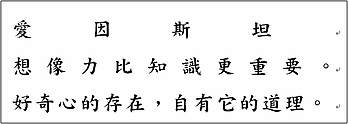 愛因斯坦
想像力比知識更重要。
好奇心的存在，自有它的道理。